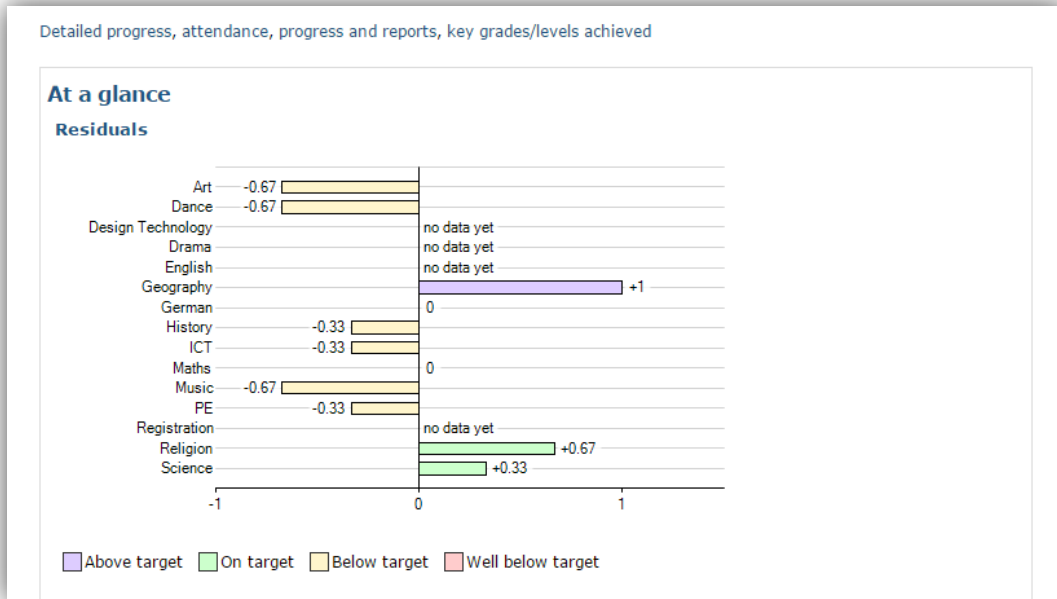 Detailed progress, attendance, progress and reports, key grades/levels achieved
At a glance
Residuals
Art -0.67
Dance -0.67
Design Technology no data yet
Drama no data yet
English no data yet
Geography +1
German 0
History -0.33
ICT -0.33
Maths 0
Music -0.67
PE -0.33
Registration no data yet
Religion +0.67
Science +0.33
-1 0 1
Above target On target Below target Well below target